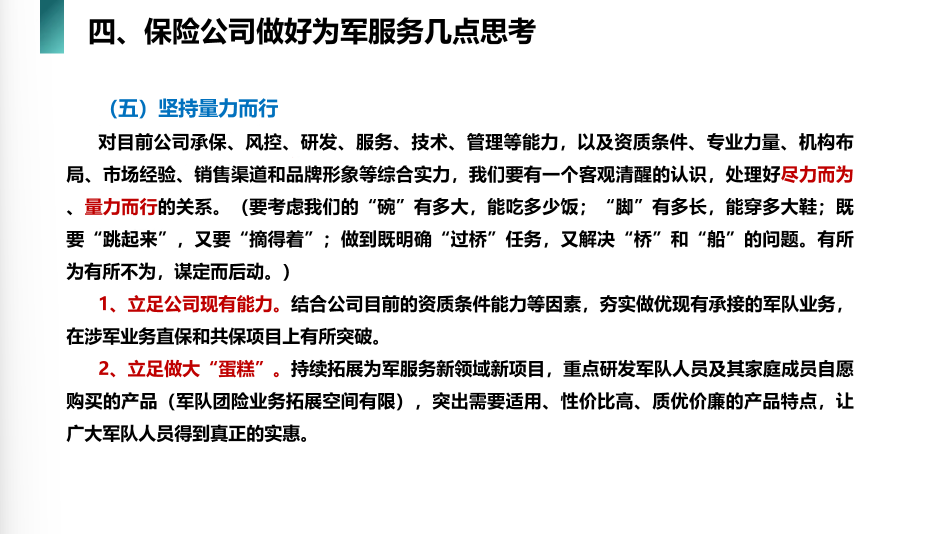 四、保险公司做好为军服务几点思考
（五）坚持量力而行
对目前公司承保、风控、研发、服务、技术、管理等能力，以及资质条件、专业力量、机构布
局、市场经验、销售渠道和品牌形象等综合实力，我们要有一个客观清醒的认识，处理好尽力而为
、量力而行的关系。（要考虑我们的“碗”有多大，能吃多少饭；“脚”有多长，能穿多大鞋；既
要“跳起来”，又要“摘得着”；做到既明确“过桥”任务，又解决“桥”和“船”的问题。有所
为有所不为，谋定而后动。）
1、立足公司现有能力。结合公司目前的资质条件能力等因素，夯实做优现有承接的军队业务，
在涉军业务直保和共保项目上有所突破。
2、立足做大“蛋糕”。持续拓展为军服务新领域新项目，重点研发军队人员及其家庭成员自愿
购买的产品（军队团险业务拓展空间有限），突出需要适用、性价比高、质优价廉的产品特点，让
广大军队人员得到真正的实惠。